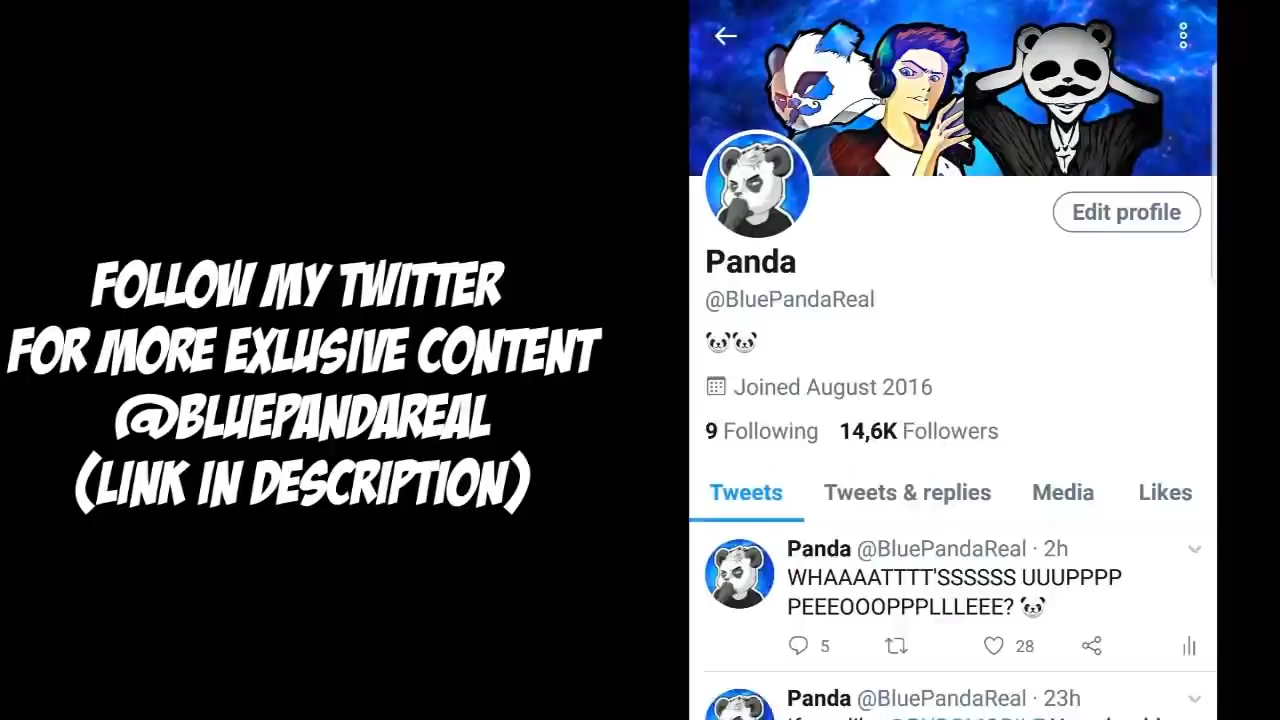 FOLLOW MY TWITTER
FOR MORE EXLUSIVE CONTENT
@BLUEPANDAREAL
(LINK IN DESCRIPTION)
Edit profile
Panda
@BluePandaReal
🐼🐼
Joined August 2016
9 Following 14,6K Followers
Tweets Tweets & replies Media Likes
Panda @BluePandaReal · 2h
WHAAAATTTT'SSSSSS UUUPPPP
PEEEOOOPPPLLLEEE? 🐼
5 28
Panda @BluePandaReal · 23h